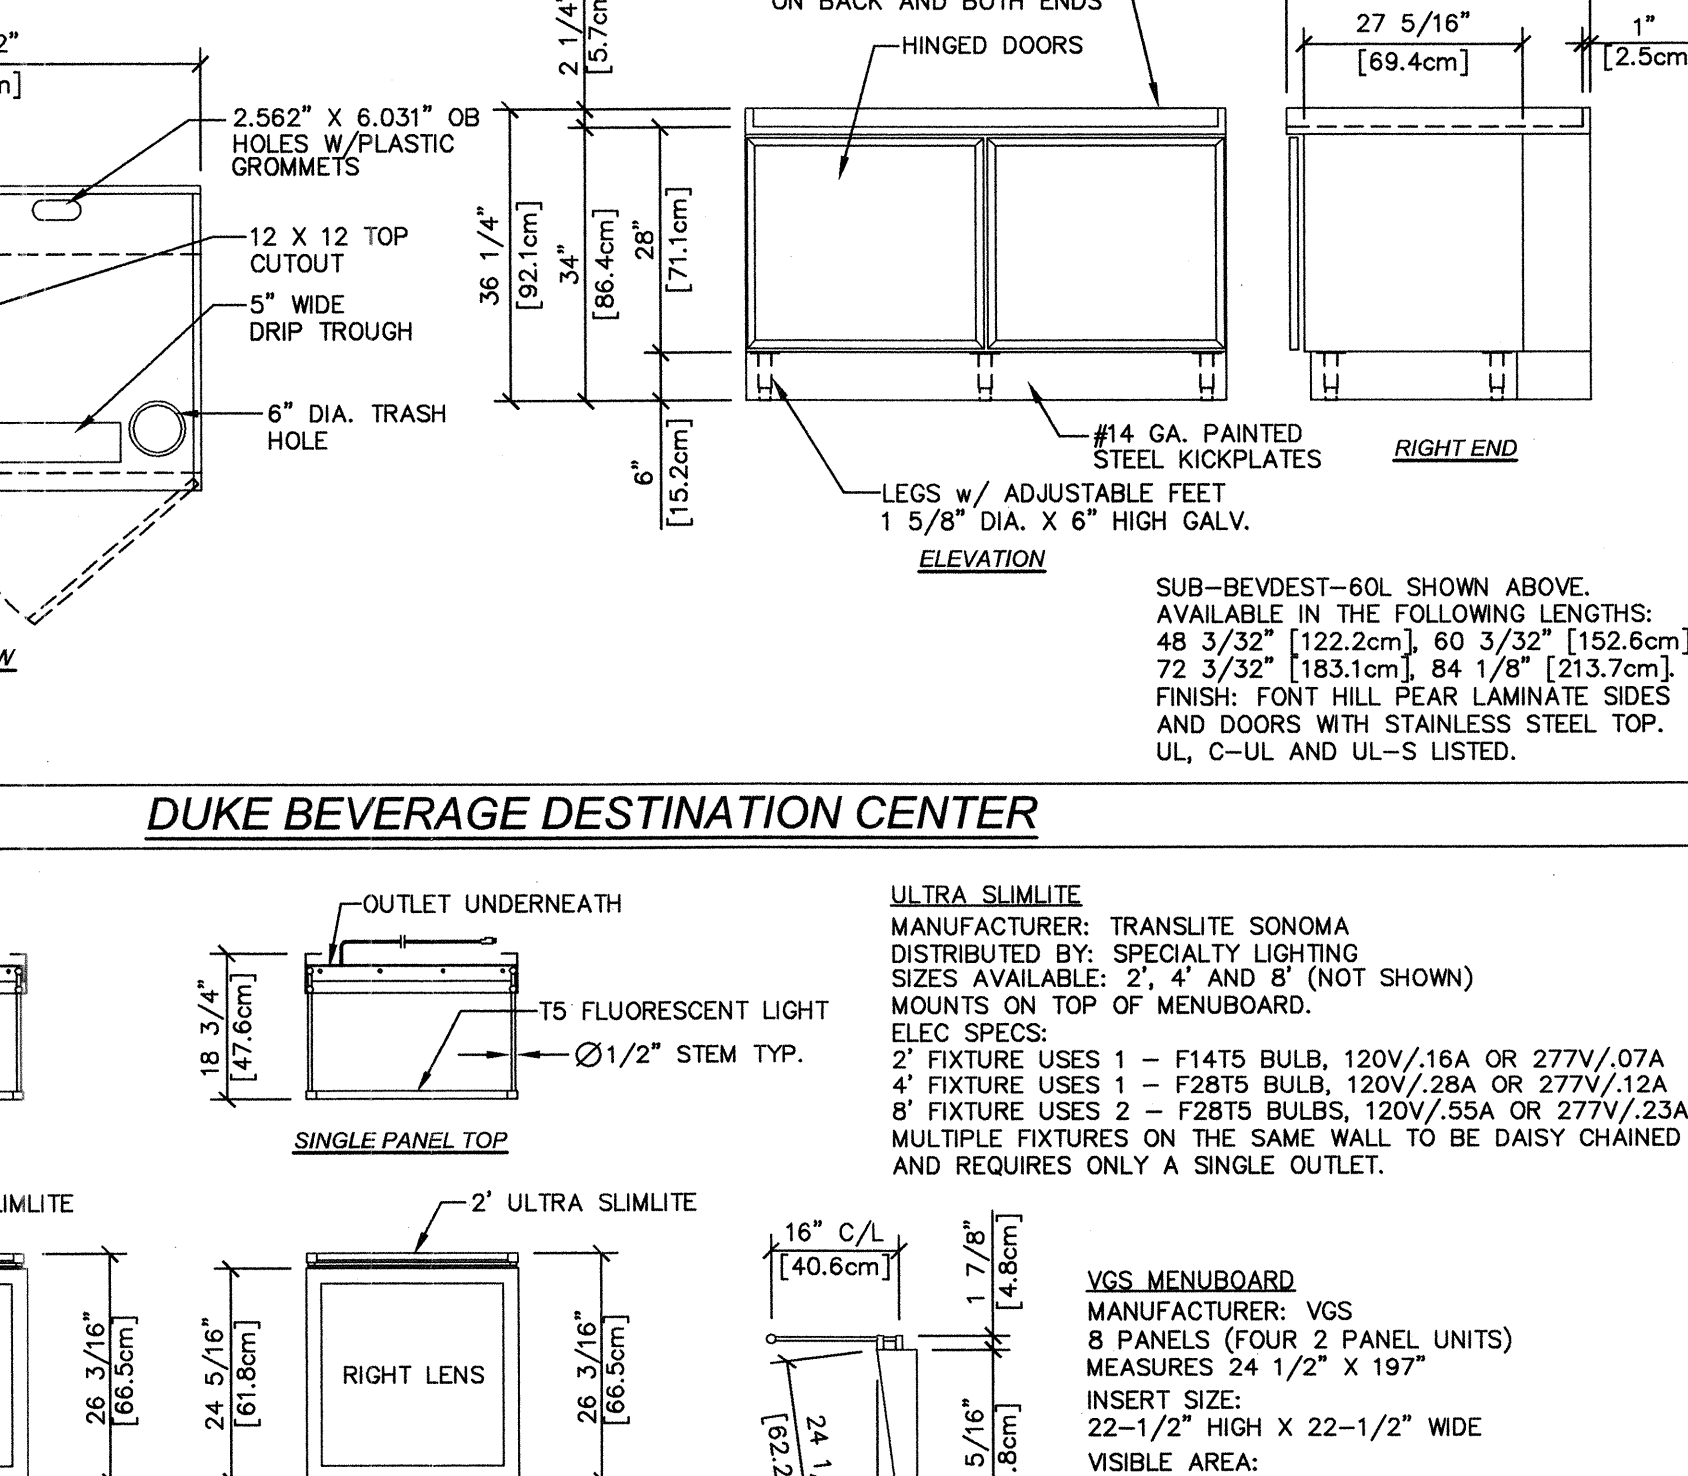 ON BACK AND BOTH ENDS
HINGED DOORS
2 1/4"
27 5/16"
[69.4cm]
1"
2.562" X 6.031" OB
HOLES W/PLASTIC
GROMMETS
12 X 12 TOP
CUTOUT
5" WIDE
DRIP TROUGH
6" DIA. TRASH
HOLE
36 1/4"
[92.1cm]
34"
[86.4cm]
28"
[71.1cm]
6"
[15.2cm]
#14 GA. PAINTED
STEEL KICKPLATES
RIGHT END
LEGS w/ ADJUSTABLE FEET
1 5/8" DIA. X 6" HIGH GALV.
ELEVATION
SUB-BEVDEST-60L SHOWN ABOVE.
AVAILABLE IN THE FOLLOWING LENGTHS:
48 3/32" [122.2cm], 60 3/32" [152.6cm]
72 3/32" [183.1cm], 84 1/8" [213.7cm].
FINISH: FONT HILL PEAR LAMINATE SIDES
AND DOORS WITH STAINLESS STEEL TOP.
UL, C-UL AND UL-S LISTED.
DUKE BEVERAGE DESTINATION CENTER
OUTLET UNDERNEATH
18 3/4"
[47.6cm]
T5 FLUORESCENT LIGHT
Ø1/2" STEM TYP.
SINGLE PANEL TOP
ULTRA SLIMLITE
MANUFACTURER: TRANSLITE SONOMA
DISTRIBUTED BY: SPECIALTY LIGHTING
SIZES AVAILABLE: 2', 4' AND 8' (NOT SHOWN)
MOUNTS ON TOP OF MENUBOARD.
ELEC SPECS:
2' FIXTURE USES 1 - F14T5 BULB, 120V/.16A OR 277V/.07A
4' FIXTURE USES 1 - F28T5 BULB, 120V/.28A OR 277V/.12A
8' FIXTURE USES 2 - F28T5 BULBS, 120V/.55A OR 277V/.23A
MULTIPLE FIXTURES ON THE SAME WALL TO BE DAISY CHAINED
AND REQUIRES ONLY A SINGLE OUTLET.
2' ULTRA SLIMLITE
26 3/16"
[66.5cm]
24 5/16"
[61.8cm]
RIGHT LENS
26 3/16"
[66.5cm]
16" C/L
[40.6cm]
1 7/8"
[4.8cm]
5/16"
VGS MENUBOARD
MANUFACTURER: VGS
8 PANELS (FOUR 2 PANEL UNITS)
MEASURES 24 1/2" X 197"
INSERT SIZE:
22-1/2" HIGH X 22-1/2" WIDE
VISIBLE AREA: